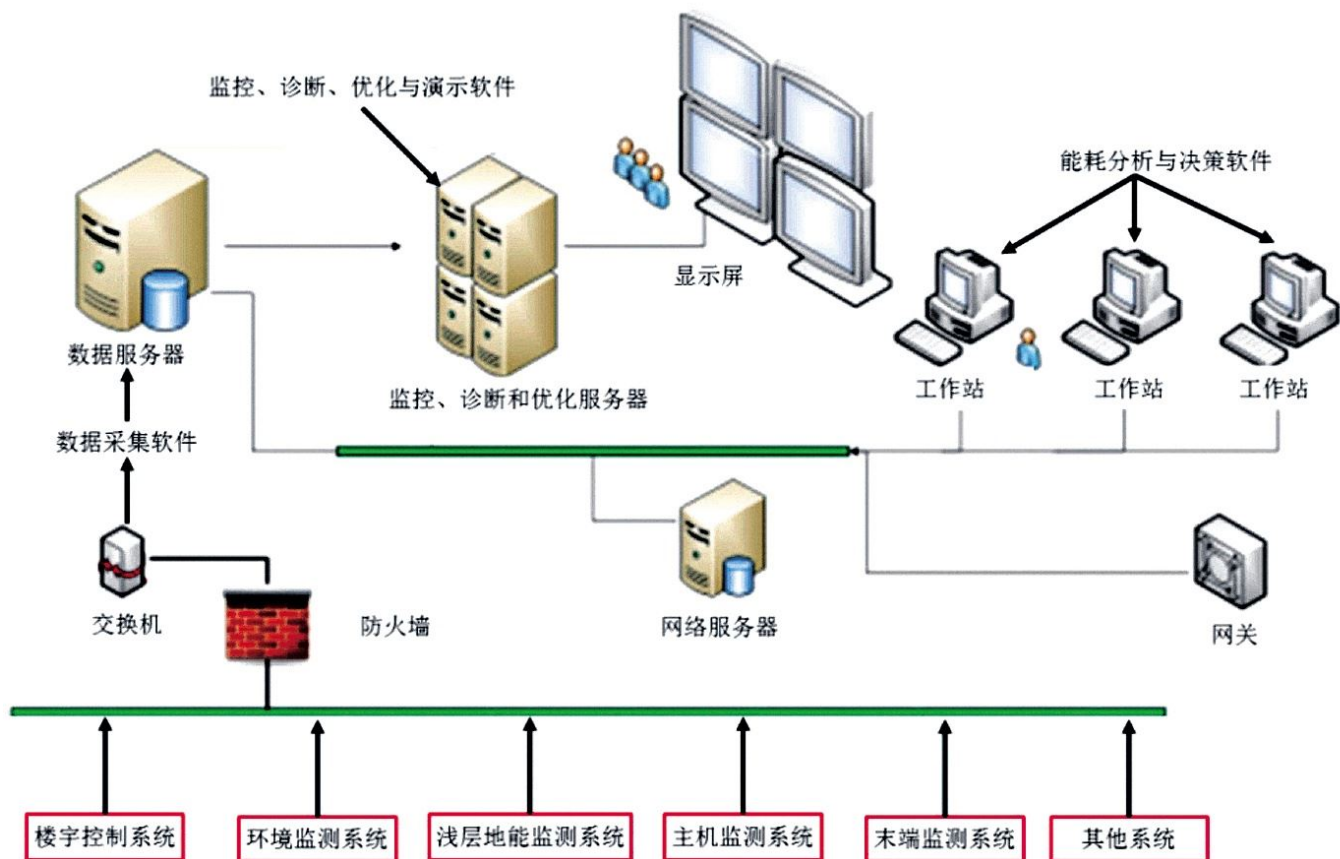 监控、诊断、优化与演示软件
能耗分析与决策软件
显示屏
数据服务器
监控、诊断和优化服务器
工作站
工作站
工作站
数据采集软件
交换机
防火墙
网络服务器
网关
楼宇控制系统
环境监测系统
浅层地能监测系统
主机监测系统
末端监测系统
其他系统